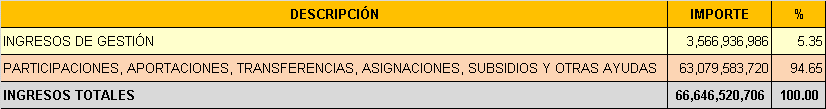 DESCRIPCIÓN IMPORTE %
INGRESOS DE GESTIÓN 3,566,936,986 5.35
PARTICIPACIONES, APORTACIONES, TRANSFERENCIAS, ASIGNACIONES, SUBSIDIOS Y OTRAS AYUDAS 63,079,583,720 94.65
INGRESOS TOTALES 66,646,520,706 100.00